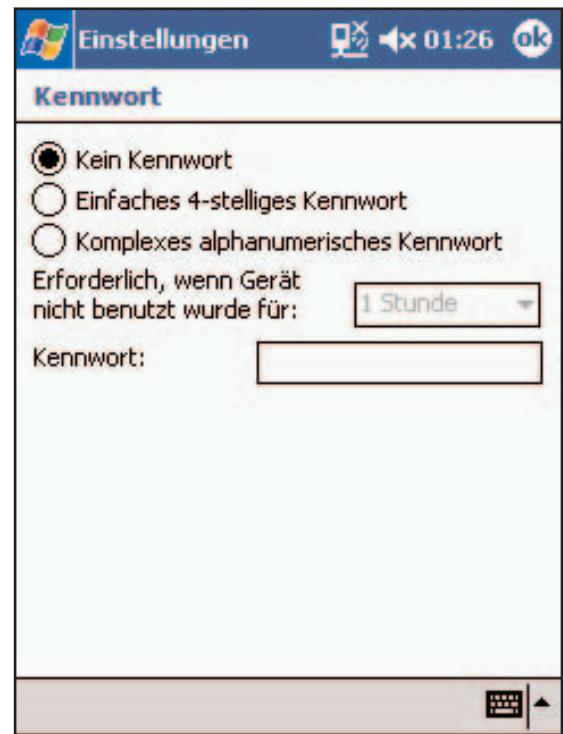 Einstellungen 01:26 ok
Kennwort
Kein Kennwort
Einfaches 4-stelliges Kennwort
Komplexes alphanumerisches Kennwort
Erforderlich, wenn Gerät
nicht benutzt wurde für: 1 Stunde
Kennwort: